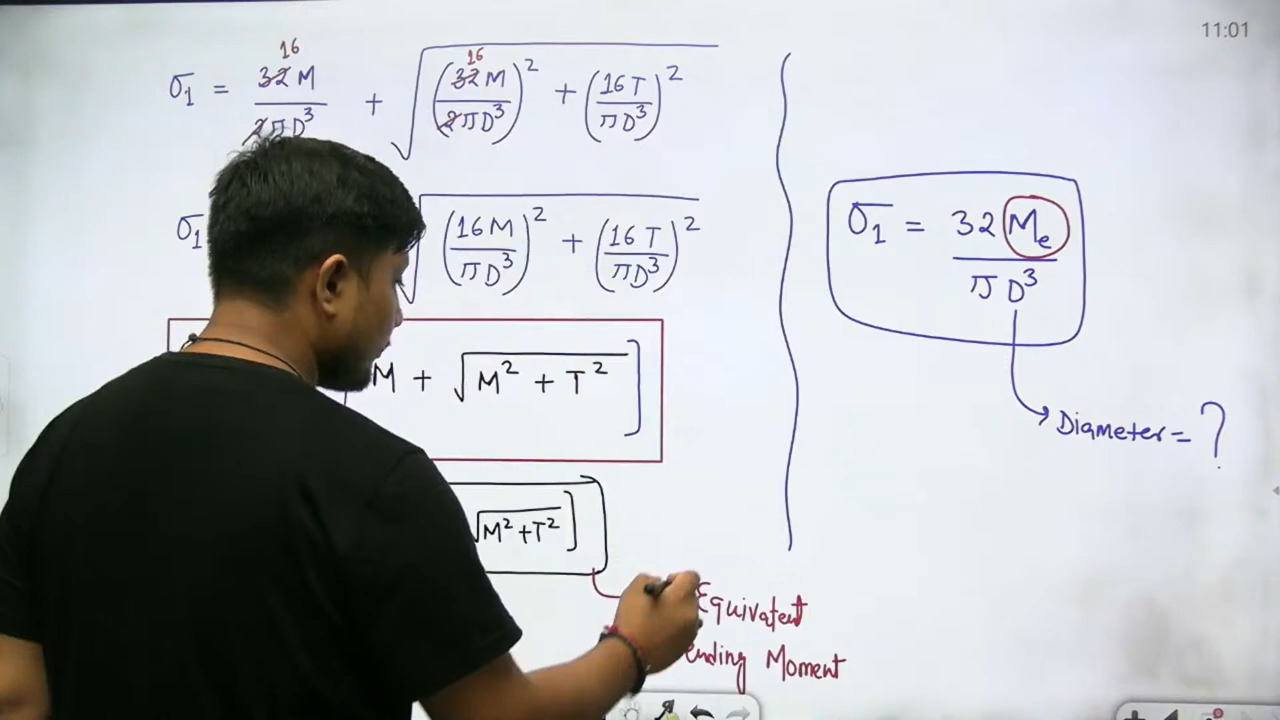 11:01
σ1 = 32M/2πD³ + √((32M/2πD³)² + (16T/πD³)²)
16 16
σ1 √((16M/πD³)² + (16T/πD³)²)
M + √(M² + T²)]
√(M²+T²)]
Equivatent
ending Moment
σ1 = 32Me/πD³
Diameter = ?